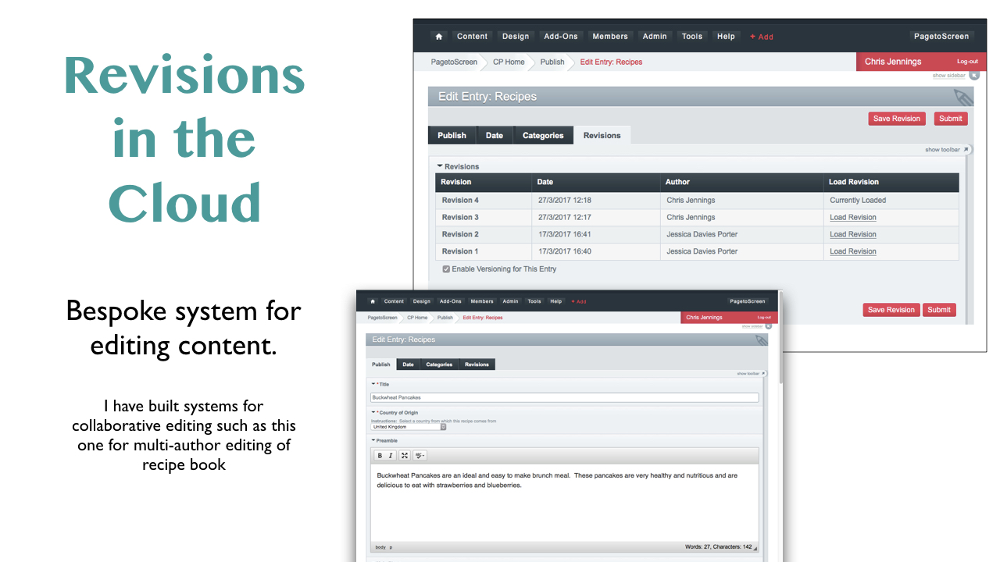 Revisions
in the
Cloud
Bespoke system for
editing content.
I have built systems for
collaborative editing such as this
one for multi-author editing of
recipe book
Content Design Add-Ons Members Admin Tools Help + Add PagetoScreen
PagetoScreen CP Home Publish Edit Entry: Recipes Chris Jennings Log-out
show sidebar
Edit Entry: Recipes
Save Revision Submit
Publish Date Categories Revisions
show toolbar
Revisions
Revision Date Author Load Revision
Revision 4 27/3/2017 12:18 Chris Jennings Currently Loaded
Revision 3 27/3/2017 12:17 Chris Jennings Load Revision
Revision 2 17/3/2017 16:41 Jessica Davies Porter Load Revision
Revision 1 17/3/2017 16:40 Jessica Davies Porter Load Revision
Enable Versioning for This Entry
Save Revision Submit
Content Design Add-Ons Members Admin Tools Help + Add PagetoScreen
PagetoScreen CP Home Publish Edit Entry: Recipes Chris Jennings Log out
show sidebar
Edit Entry: Recipes
Publish Date Categories Revisions
show toolbar
* Title
Buckwheat Pancakes
* Country of Origin
Instructions: Select a country from which this recipe comes from
United Kingdom
Preamble
B I ABC
Buckwheat Pancakes are an ideal and easy to make brunch meal. These pancakes are very healthy and nutritious and are
delicious to eat with strawberries and blueberries.
body p Words: 27, Characters: 142